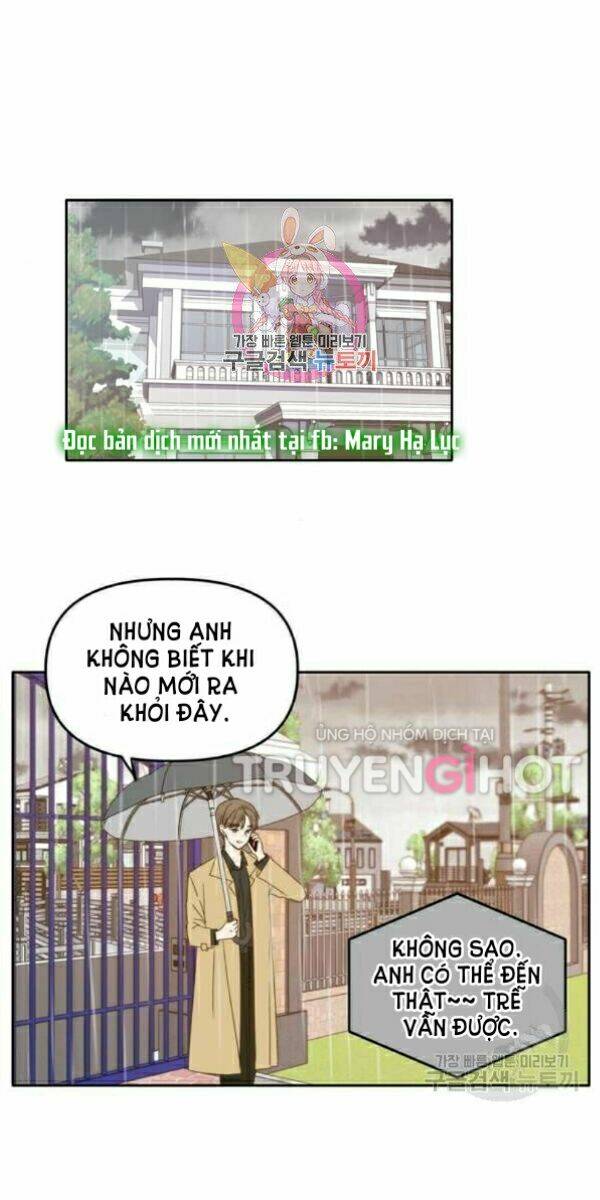 가장 빠른 웹툰 미리보기
구글검색 뉴토끼
Đọc bản dịch mới nhất tại fb: Mary Hạ Lục
NHƯNG ANH
KHÔNG BIẾT KHI
NÀO MỚI RA
KHỎI ĐÂY.
ỦNG HỘ NHÓM DỊCH TẠI
TRUYENGIHOT
KHÔNG SAO.
ANH CÓ THỂ ĐẾN
THẬT~~ TRỄ
VẪN ĐƯỢC.
가장 빠른 웹툰 미리보기
구글검색 뉴토끼